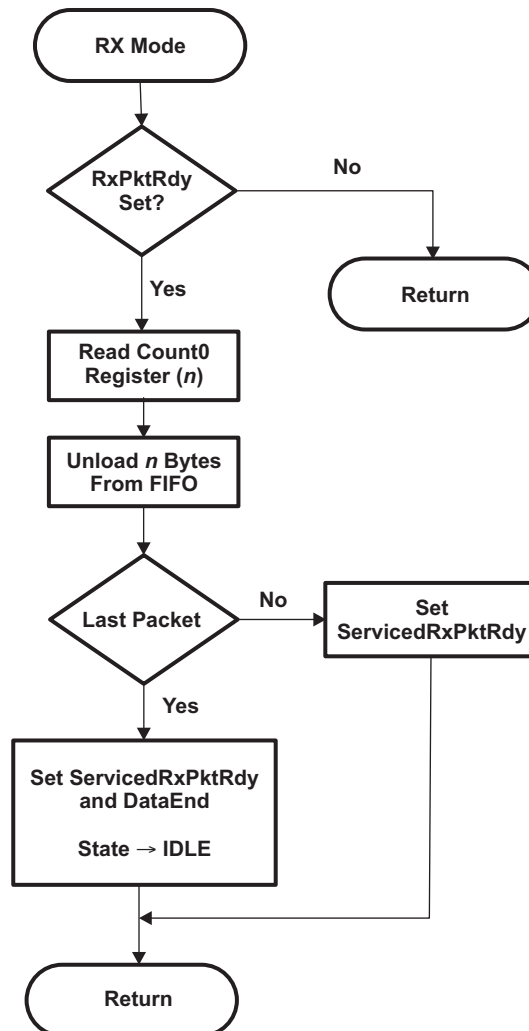 RX Mode
RxPktRdy
Set?
No
Return
Yes
Read Count0
Register (n)
Unload n Bytes
From FIFO
Last Packet
No
Set
ServicedRxPktRdy
Yes
Set ServicedRxPktRdy
and DataEnd
State → IDLE
Return